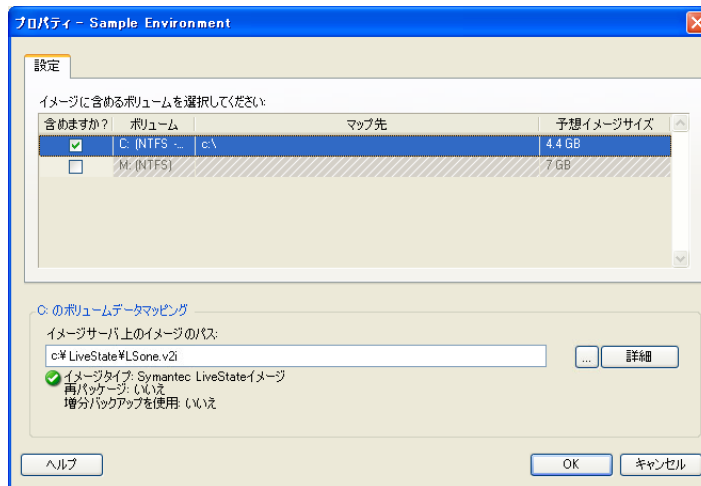 プロパティ - Sample Environment
設定
イメージに含めるボリュームを選択してください:
含めますか? ボリューム マップ先 予想イメージサイズ
C: (NTFS -... c:\ 4.4 GB
M: (NTFS) 7 GB
C: のボリュームデータマッピング
イメージサーバ上のイメージのパス:
c:¥ LiveState¥LSone.v2i ... 詳細
イメージタイプ: Symantec LiveStateイメージ
再パッケージ: いいえ
増分バックアップを使用: いいえ
ヘルプ OK キャンセル